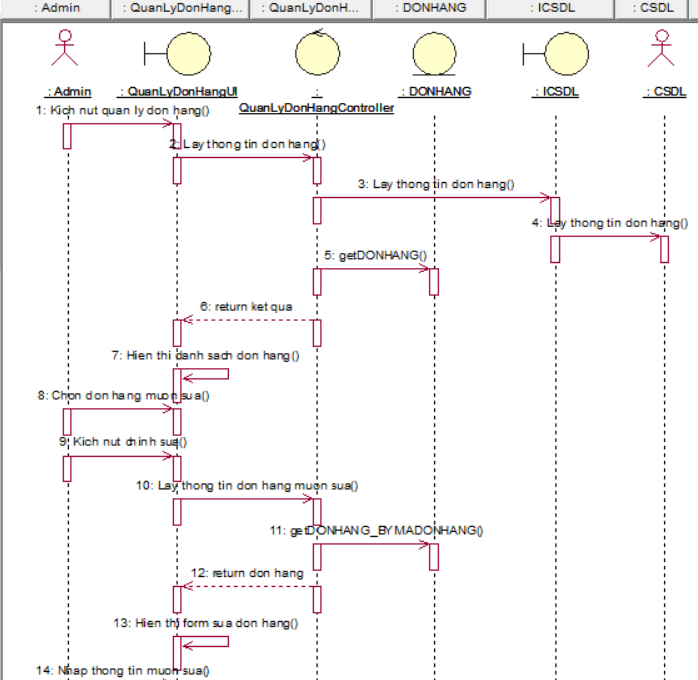 : Admin : QuanLyDonHang... : QuanLyDonH... : DONHANG : ICSDL : CSDL
: Admin : QuanLyDonHangUI : : DONHANG : ICSDL : CSDL
QuanLyDonHangController
1: Kich nut quan ly don hang()
2: Lay thong tin don hang()
3: Lay thong tin don hang()
4: Lay thong tin don hang()
5: getDONHANG()
6: return ket qua
7: Hien thi danh sach don hang()
8: Chon don hang muon sua()
9: Kich nut chinh sua()
10: Lay thong tin don hang muon sua()
11: getDONHANG_BYMADONHANG()
12: return don hang
13: Hien thi form sua don hang()
14: Nhap thong tin muon sua()